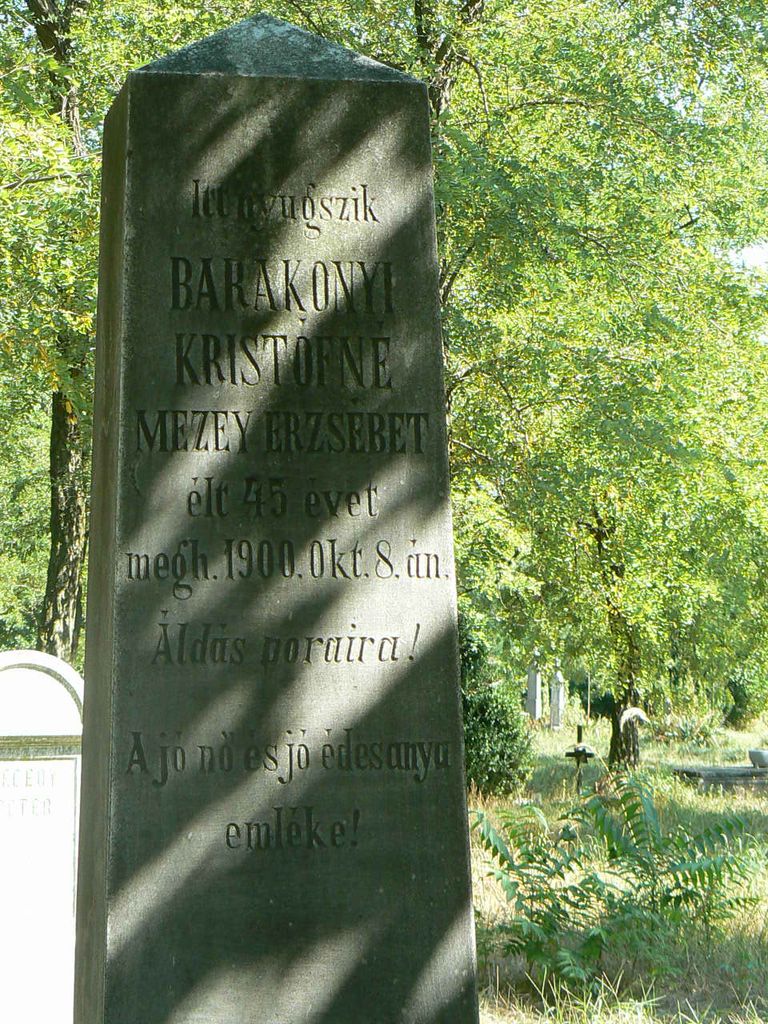 Itt nyugszik
BARAKONYI
KRISTÓFNÉ
MEZEY ERZSÉBET
élt 45 évet
megh. 1900. Okt. 8. án.
Áldás poraira!
A jó nő és jó édesanya
emléke!